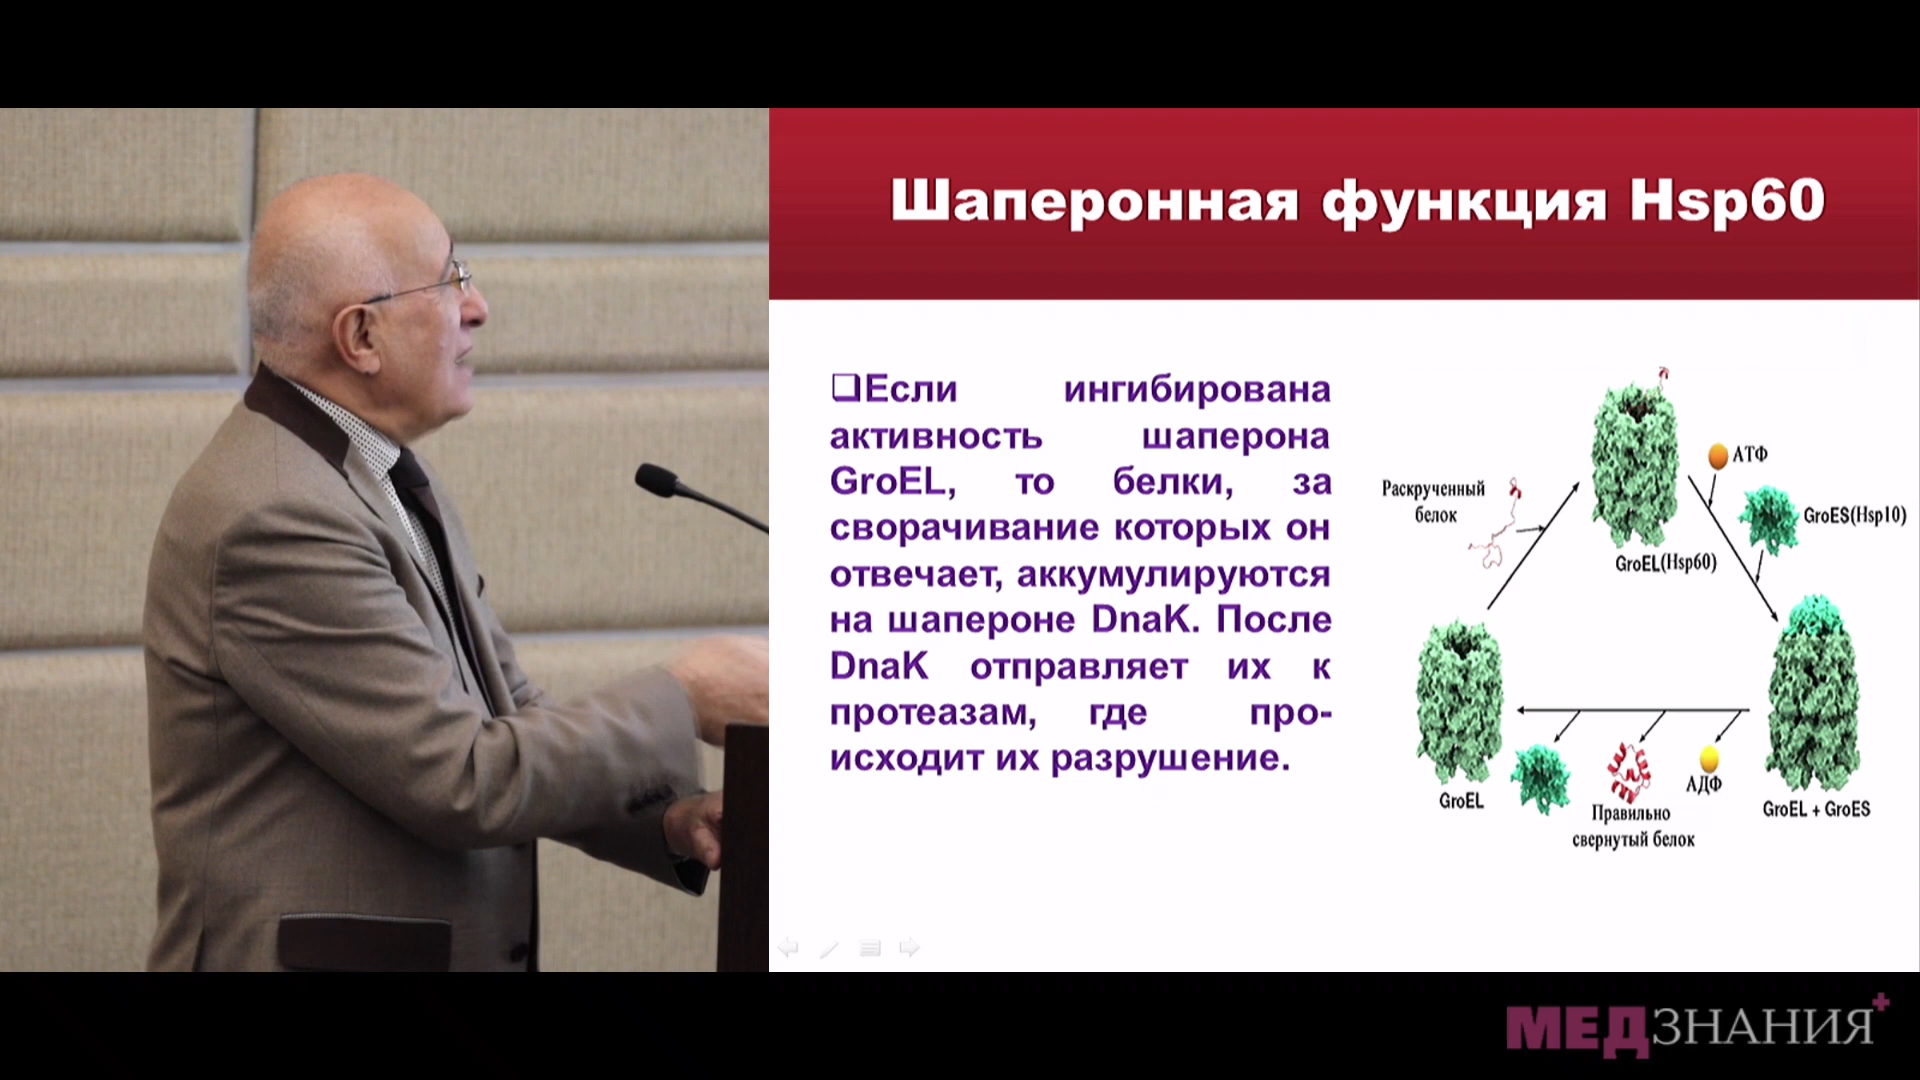 Шаперонная функция Hsp60
❑Если ингибирована
активность шаперона
GroEL, то белки, за
сворачивание которых он
отвечает, аккумулируются
на шапероне DnaK. После
DnaK отправляет их к
протеазам, где про-
исходит их разрушение.
АТФ
Раскрученный
белок
GroES(Hsp10)
GroEL(Hsp60)
GroEL
АДФ
Правильно
свернутый белок
GroEL + GroES
МЕДЗНАНИЯ+